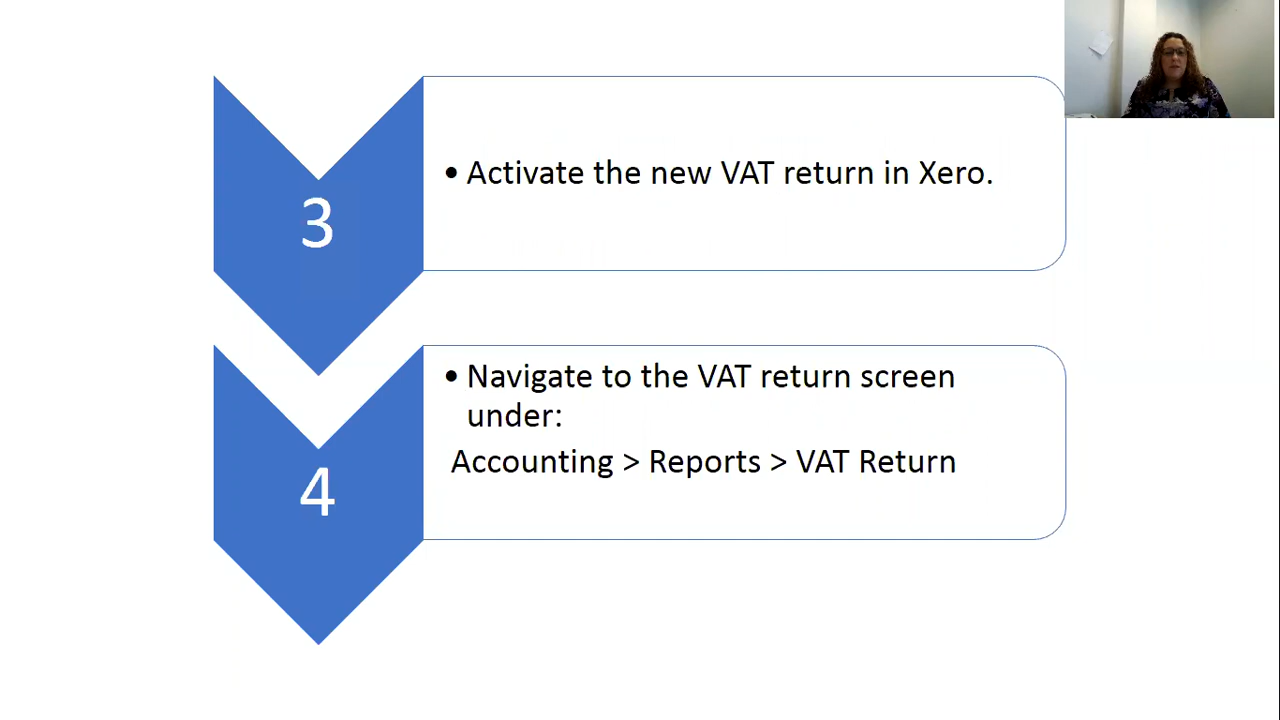 3
• Activate the new VAT return in Xero.
4
• Navigate to the VAT return screen
under:
Accounting > Reports > VAT Return